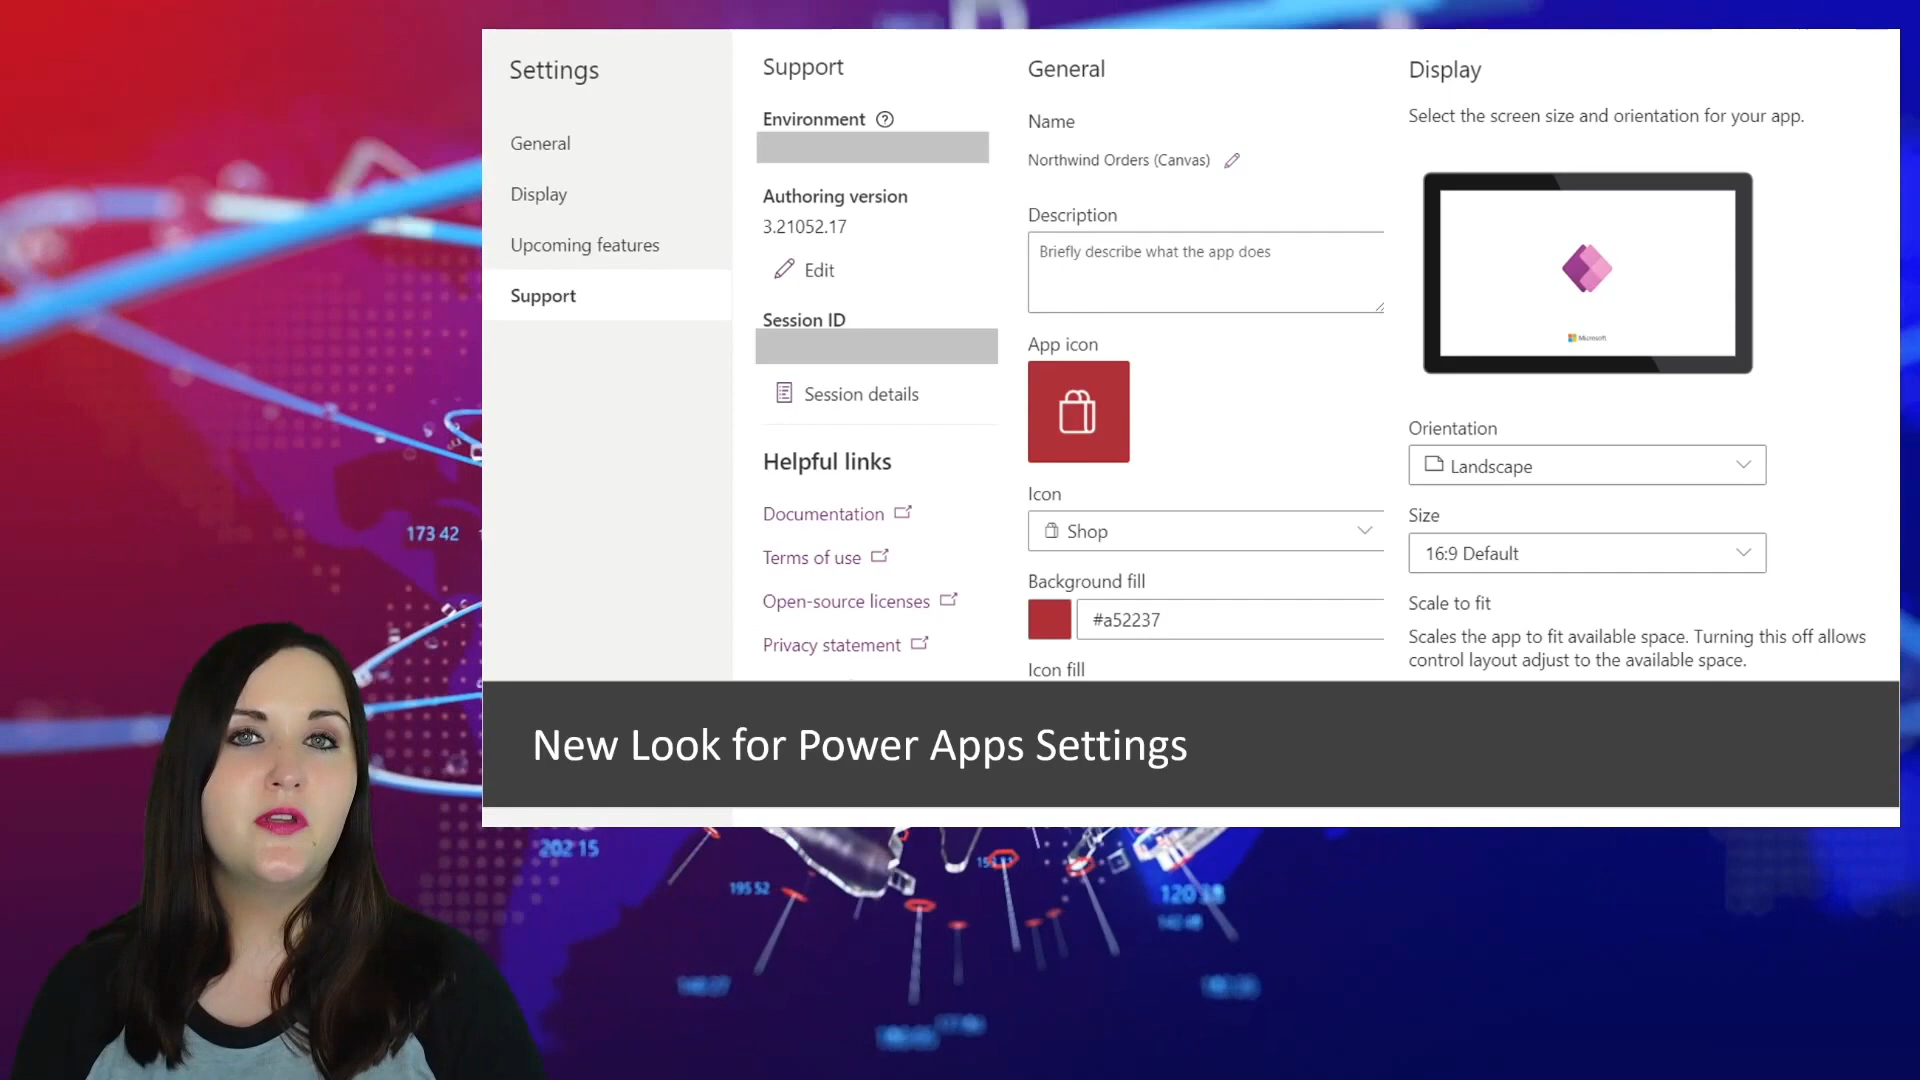 Settings
General
Display
Upcoming features
Support
Support
Environment
Authoring version
3.21052.17
Edit
Session ID
Session details
Helpful links
Documentation
Terms of use
Open-source licenses
Privacy statement
General
Name
Northwind Orders (Canvas)
Description
Briefly describe what the app does
App icon
Icon
Shop
Background fill
#a52237
Icon fill
Display
Select the screen size and orientation for your app.
Microsoft
Orientation
Landscape
Size
16:9 Default
Scale to fit
Scales the app to fit available space. Turning this off allows
control layout adjust to the available space.
New Look for Power Apps Settings
173 42
202 15
195 52